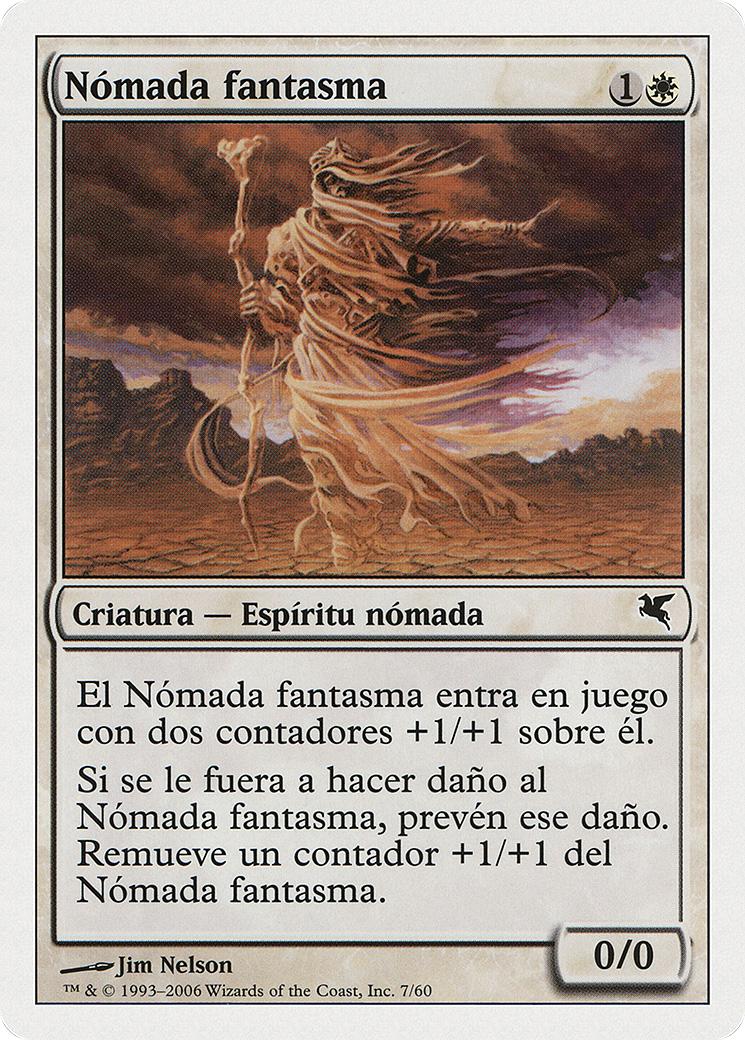 Nómada fantasma 1
Criatura — Espíritu nómada
El Nómada fantasma entra en juego
con dos contadores +1/+1 sobre él.
Si se le fuera a hacer daño al
Nómada fantasma, prevén ese daño.
Remueve un contador +1/+1 del
Nómada fantasma.
0/0
Jim Nelson
™ & © 1993–2006 Wizards of the Coast, Inc. 7/60